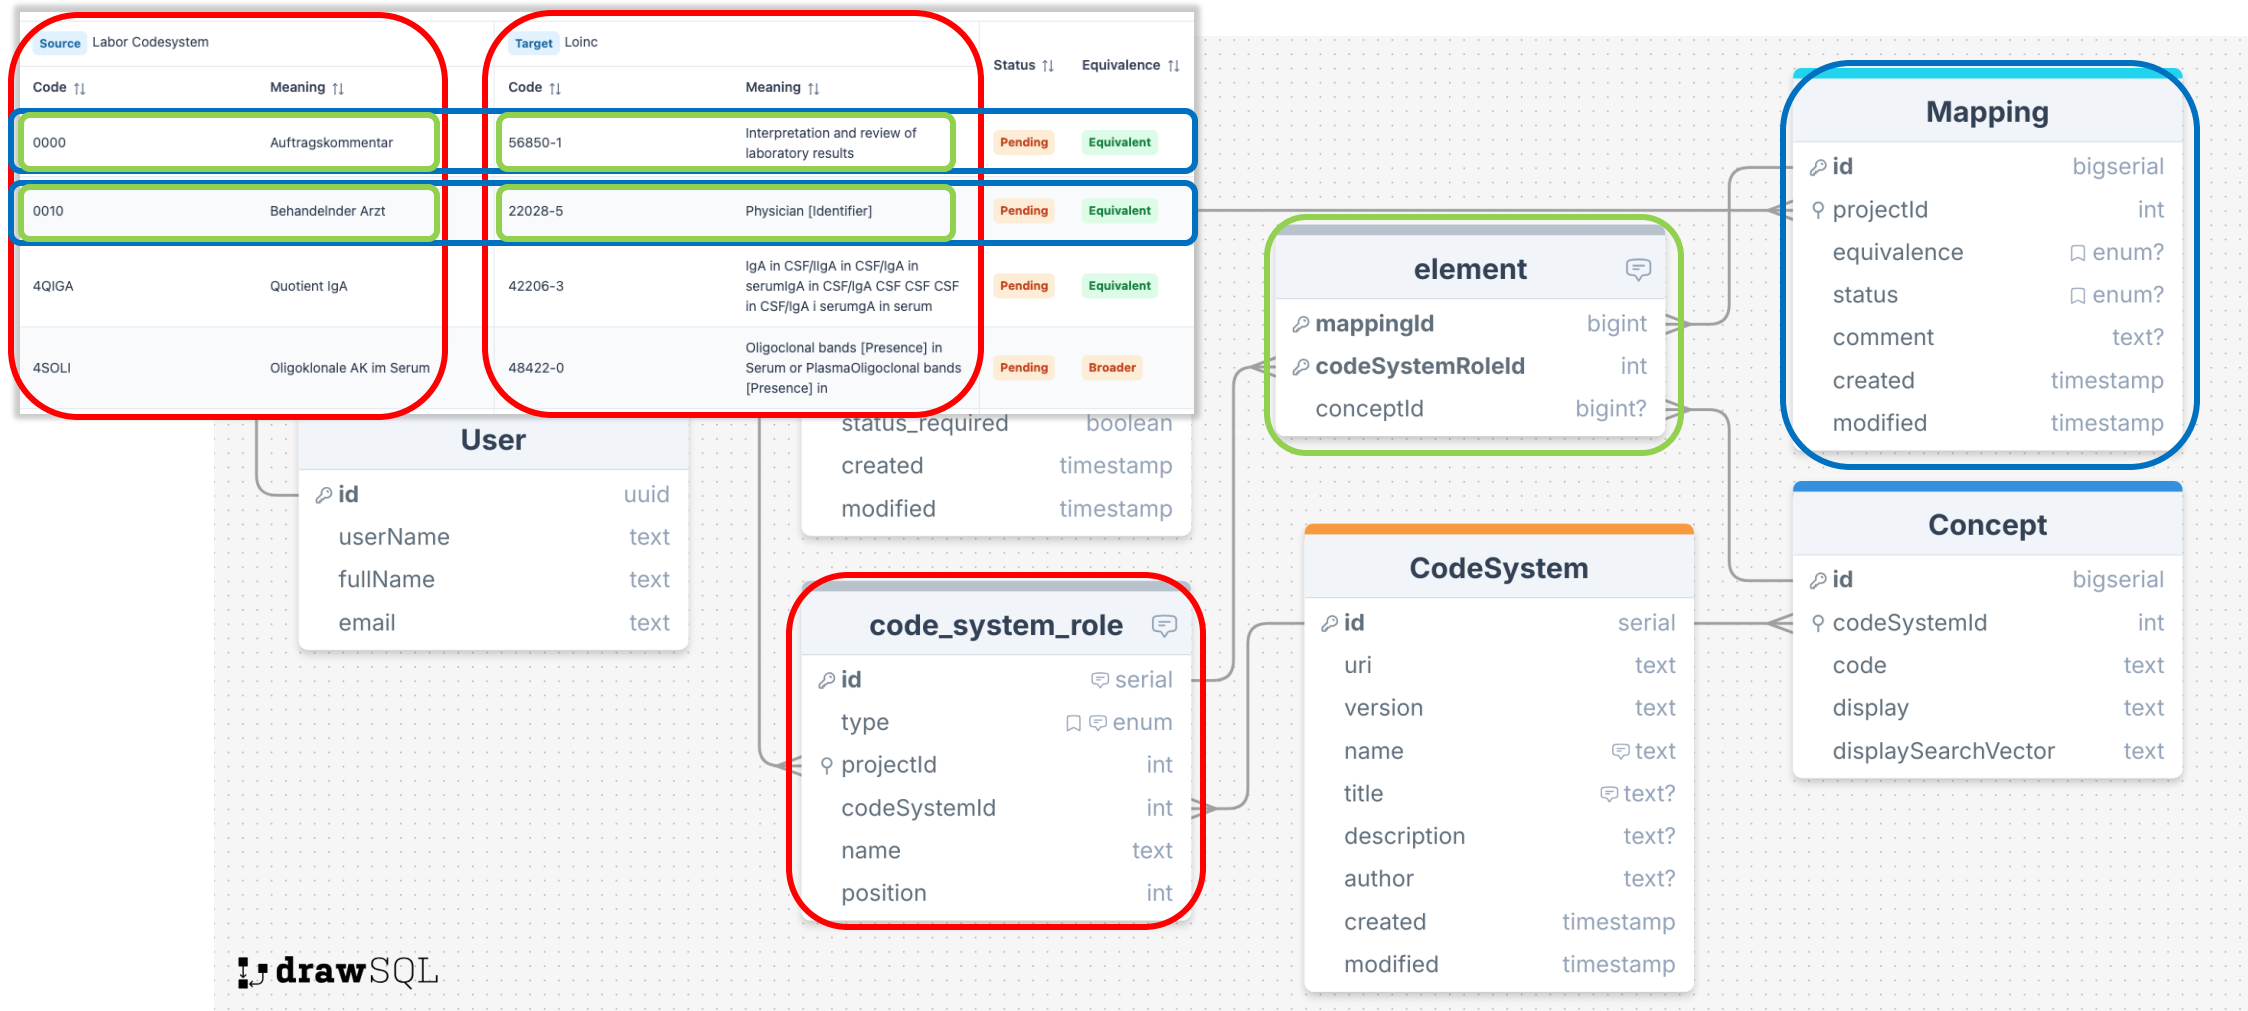 Source Labor Codesystem
Target Loinc
Status Equivalence
Code Meaning Code Meaning
0000 Auftragskommentar 56850-1 Interpretation and review of
laboratory results
Pending Equivalent
0010 Behandelnder Arzt 22028-5 Physician [Identifier] Pending Equivalent
4QIGA Quotient IgA 42206-3 IgA in CSF/IIgA in CSF/IgA in
serumIgA in CSF/IgA CSF CSF CSF
in CSF/IgA i serumgA in serum
Pending Equivalent
4SOLI Oligoklonale AK im Serum 48422-0 Oligoclonal bands [Presence] in
Serum or PlasmaOligoclonal bands
[Presence] in
Pending Broader
User
id uuid
userName text
fullName text
email text
status_required boolean
created timestamp
modified timestamp
code_system_role
id serial
type enum
projectId int
codeSystemId int
name text
position int
element
mappingId bigint
codeSystemRoleId int
conceptId bigint?
CodeSystem
id serial
uri text
version text
name text
title text?
description text?
author text?
created timestamp
modified timestamp
Mapping
id bigserial
projectId int
equivalence enum?
status enum?
comment text?
created timestamp
modified timestamp
Concept
id bigserial
codeSystemId int
code text
display text
displaySearchVector text
drawSQL